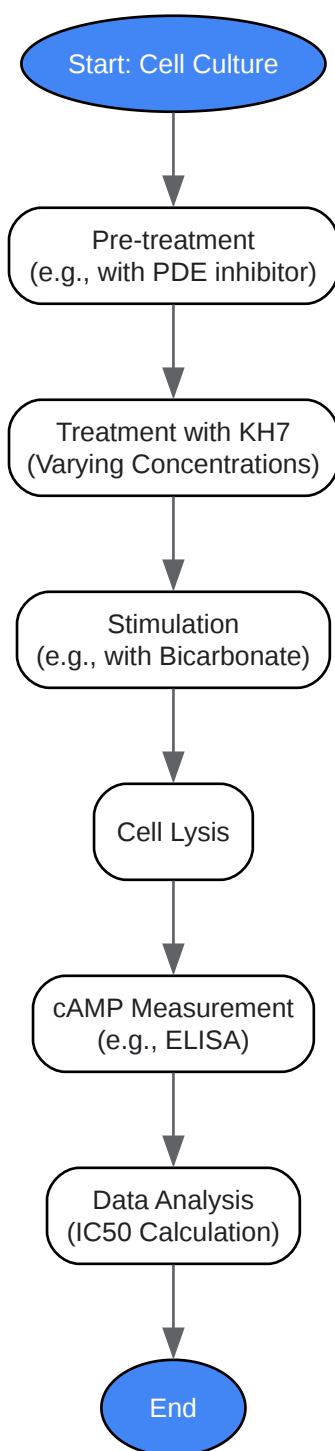 Start: Cell Culture
Pre-treatment
(e.g., with PDE inhibitor)
Treatment with KH7
(Varying Concentrations)
Stimulation
(e.g., with Bicarbonate)
Cell Lysis
cAMP Measurement
(e.g., ELISA)
Data Analysis
(IC50 Calculation)
End